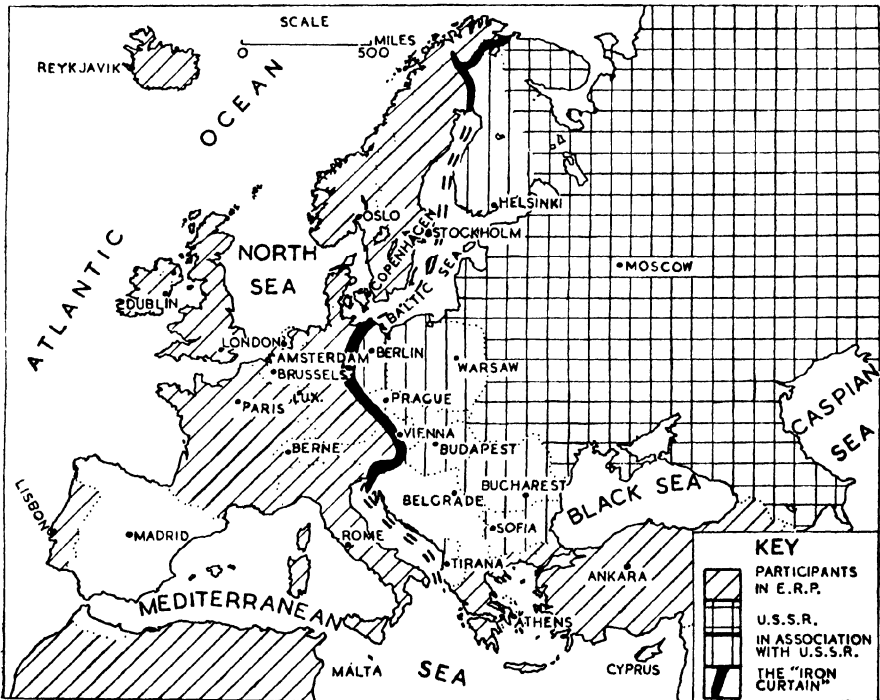 SCALE
0 500 MILES
REYKJAVIK
ATLANTIC
OCEAN
NORTH
SEA
OSLO
HELSINKI
STOCKHOLM
COPENHAGEN
BALTIC SEA
MOSCOW
DUBLIN
LONDON
AMSTERDAM
BRUSSELS
BERLIN
WARSAW
PARIS
LUX.
PRAGUE
VIENNA
BERNE
BUDAPEST
CASPIAN
SEA
LISBON
MADRID
BELGRADE
BUCHAREST
BLACK SEA
SOFIA
ROME
TIRANA
ANKARA
MEDITERRANEAN
SEA
ATHENS
MALTA
CYPRUS
KEY
PARTICIPANTS
IN E.R.P.
U.S.S.R.
IN ASSOCIATION
WITH U.S.S.R.
THE "IRON
CURTAIN"